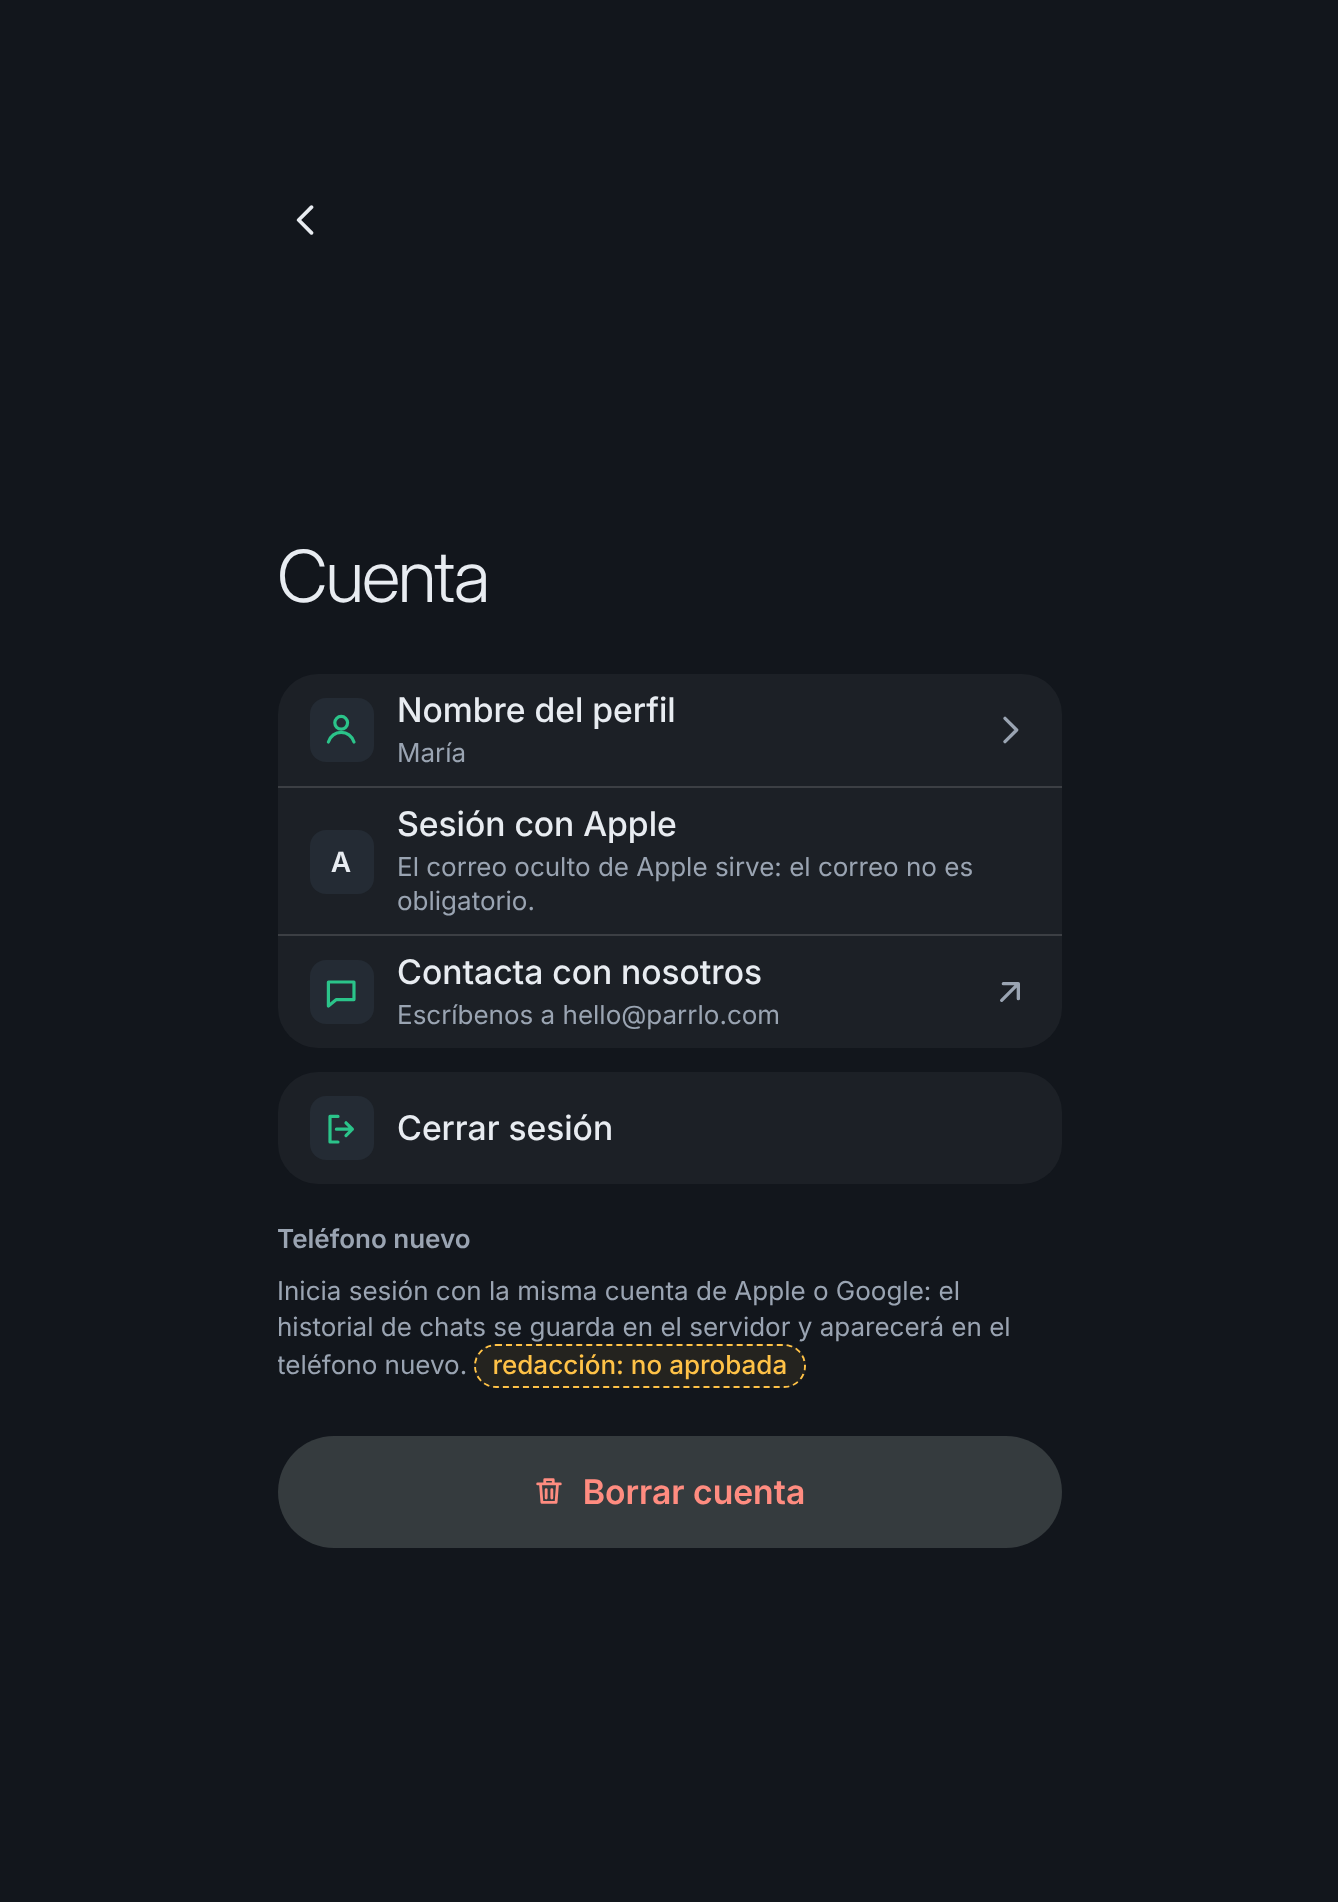 Cuenta
Nombre del perfil
María
A
Sesión con Apple
El correo oculto de Apple sirve: el correo no es
obligatorio.
Contacta con nosotros
Escríbenos a hello@parrlo.com
Cerrar sesión
Teléfono nuevo
Inicia sesión con la misma cuenta de Apple o Google: el
historial de chats se guarda en el servidor y aparecerá en el
teléfono nuevo. redacción: no aprobada
Borrar cuenta